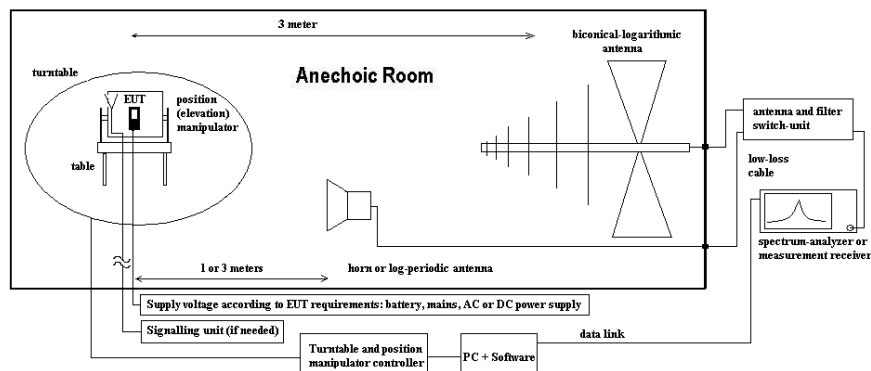 3 meter
biconical-logarithmic
antenna
turntable
Anechoic Room
EUT
position
(elevation)
manipulator
table
antenna and filter
switch-unit
low-loss
cable
spectrum-analyzer or
measurement receiver
1 or 3 meters
horn or log-periodic antenna
Supply voltage according to EUT requirements: battery, mains, AC or DC power supply
Signalling unit (if needed)
data link
Turntable and position
manipulator controller
PC + Software